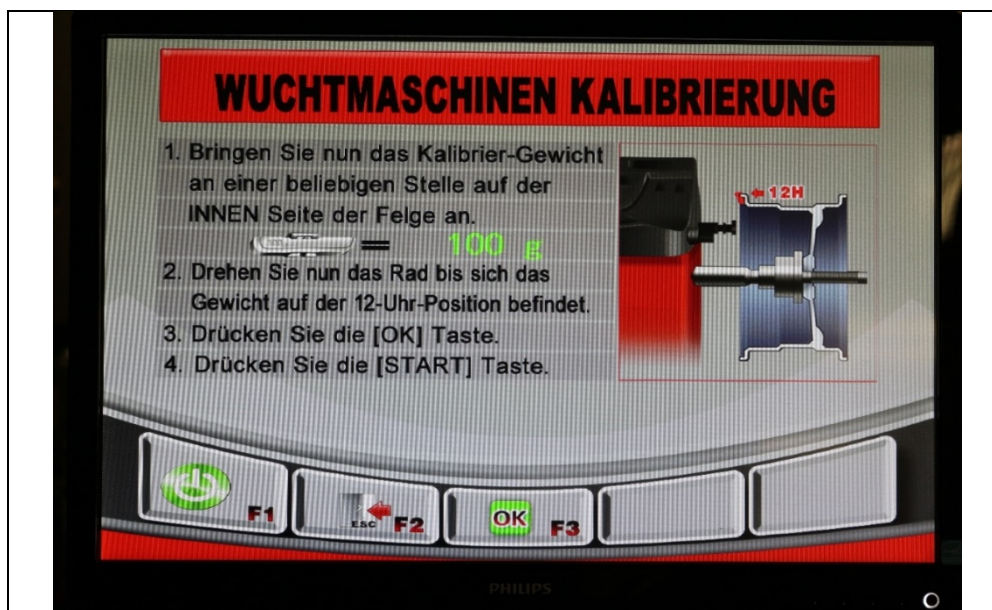 WUCHTMASCHINEN KALIBRIERUNG
1. Bringen Sie nun das Kalibrier-Gewicht
an einer beliebigen Stelle auf der
INNEN Seite der Felge an.
= 100 g
2. Drehen Sie nun das Rad bis sich das
Gewicht auf der 12-Uhr-Position befindet.
3. Drücken Sie die [OK] Taste.
4. Drücken Sie die [START] Taste.
12H
F1
ESC F2
OK F3
PHILIPS